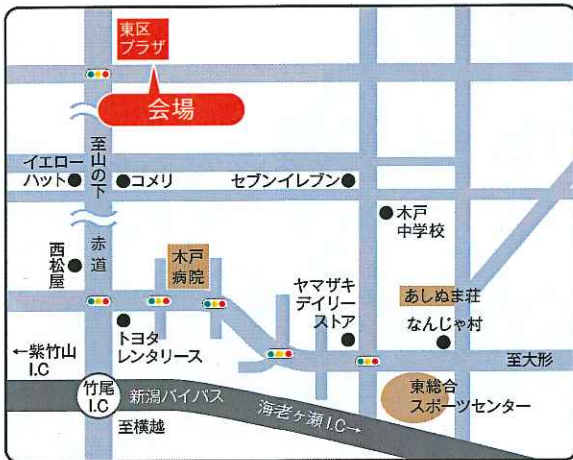 東区
プラザ
会場
至山の下
イエロー
ハット
コメリ
セブンイレブン
木戸
中学校
赤道
西松屋
木戸
病院
ヤマザキ
デイリー
ストア
あしぬま荘
なんじゃ村
トヨタ
レンタリース
←紫竹山
I.C
至大形
竹尾
I.C
新潟バイパス
海老ヶ瀬I.C→
東総合
スポーツセンター
至横越